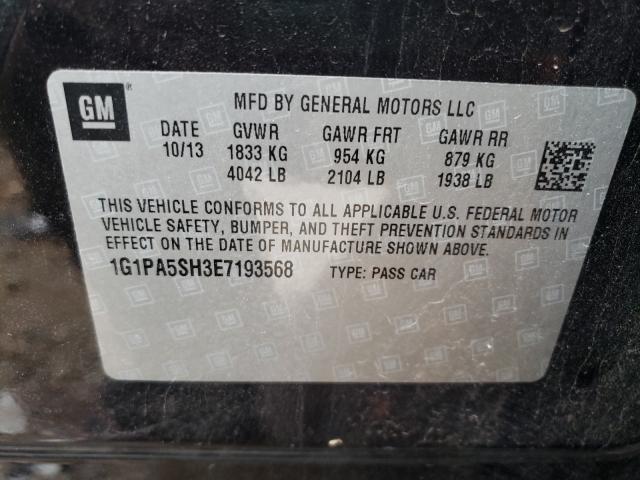 GM
MFD BY GENERAL MOTORS LLC
DATE GVWR GAWR FRT GAWR RR
10/13 1833 KG 954 KG 879 KG
4042 LB 2104 LB 1938 LB
THIS VEHICLE CONFORMS TO ALL APPLICABLE U.S. FEDERAL MOTOR
VEHICLE SAFETY, BUMPER, AND THEFT PREVENTION STANDARDS IN
EFFECT ON THE DATE OF MANUFACTURE SHOWN ABOVE.
1G1PA5SH3E7193568 TYPE: PASS CAR